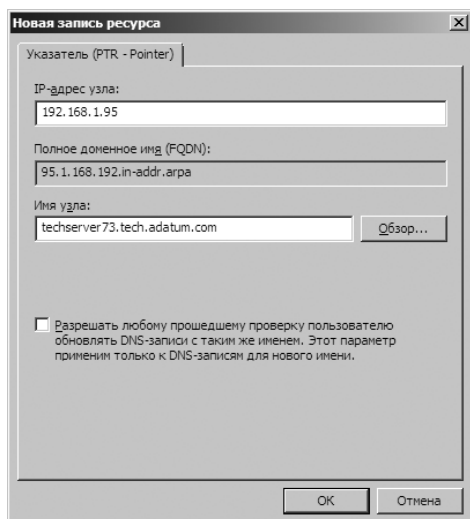 Новая запись ресурса
Указатель (PTR - Pointer)
IP-адрес узла:
192.168.1.95
Полное доменное имя (FQDN):
95.1.168.192.in-addr.arpa
Имя узла:
techserver73.tech.adatum.com
Обзор...
Разрешать любому прошедшему проверку пользователю
обновлять DNS-записи с таким же именем. Этот параметр
применим только к DNS-записям для нового имени.
OK
Отмена